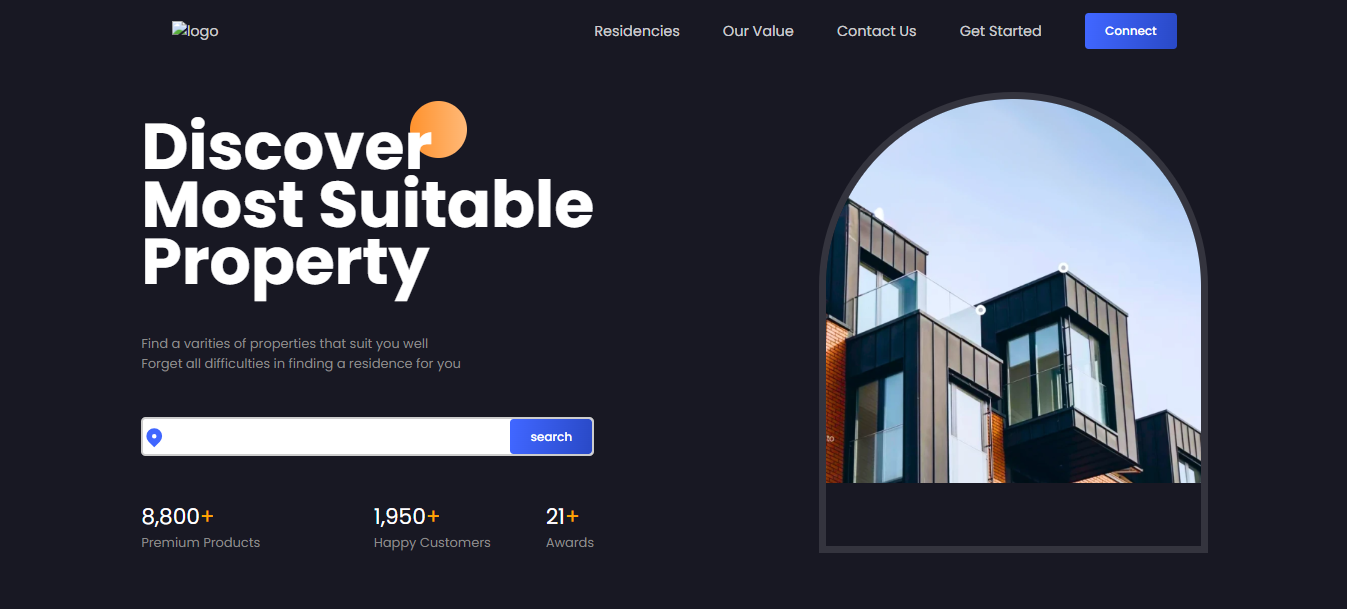 logo
Residencies
Our Value
Contact Us
Get Started
Connect
Discover
Most Suitable
Property
Find a varities of properties that suit you well
Forget all difficulties in finding a residence for you
search
8,800+
Premium Products
1,950+
Happy Customers
21+
Awards
to